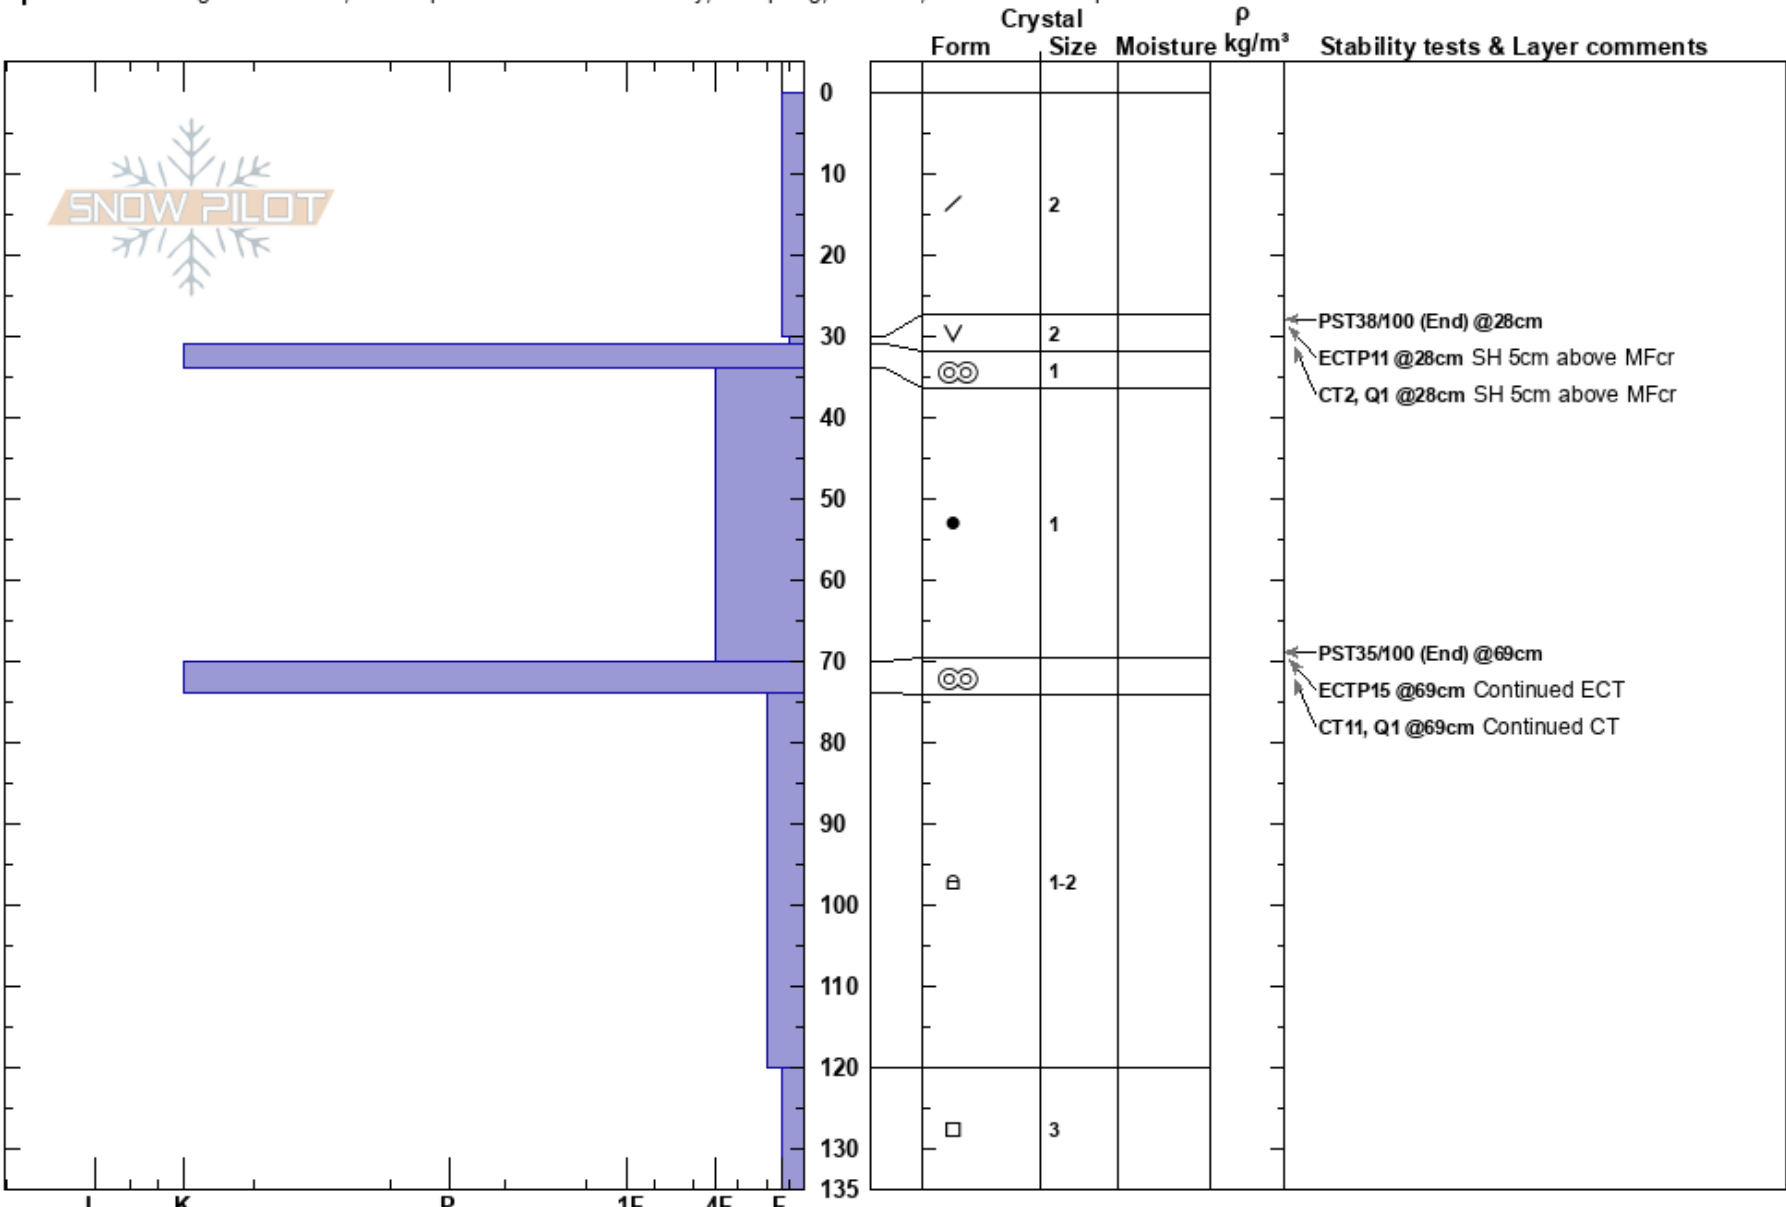 Crystal ρ
Form Size Moisture kg/m³ Stability tests & Layer comments
0
SNOW PILOT
10
2
20
PST38/100 (End) @28cm
30
2
ECTP11 @28cm SH 5cm above MFcr
1
CT2, Q1 @28cm SH 5cm above MFcr
40
50
1
60
PST35/100 (End) @69cm
70
ECTP15 @69cm Continued ECT
CT11, Q1 @69cm Continued CT
80
90
1-2
100
110
120
3
130
135
I K P 1F 4F F